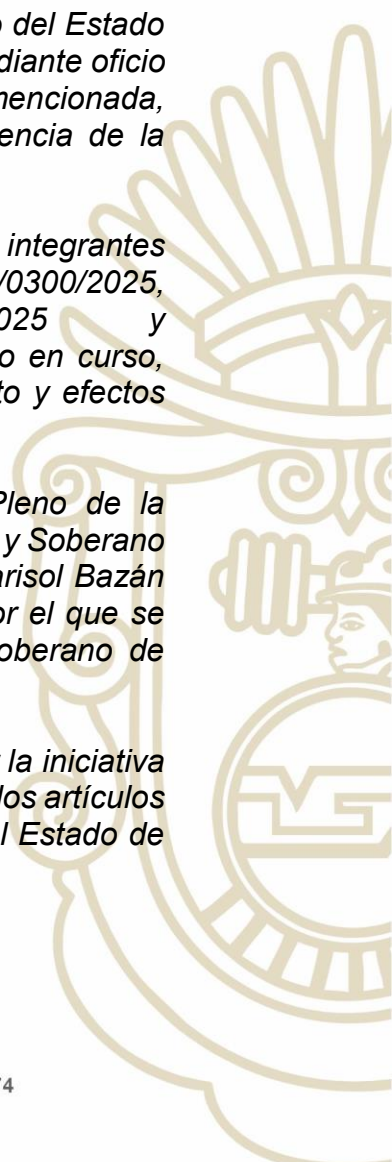 del Estado
diante oficio
mencionada,
encia de la
integrantes
/0300/2025,
025 y
o en curso,
to y efectos
Pleno de la
y Soberano
arisol Bazán
or el que se
oberano de
la iniciativa
los artículos
l Estado de
74